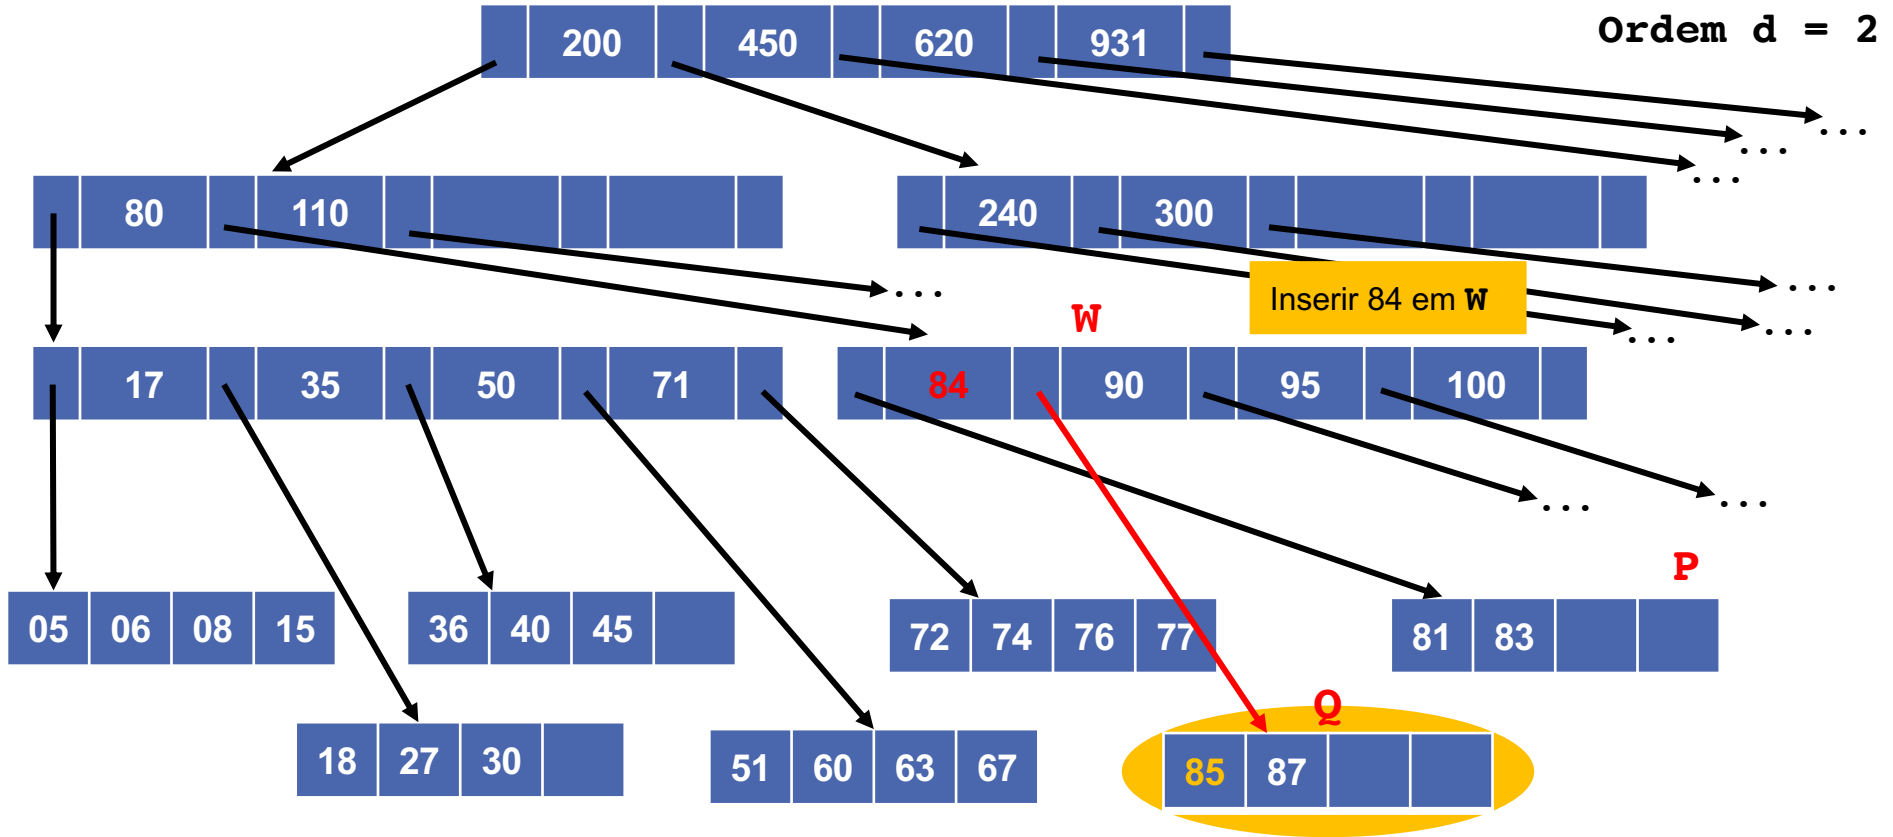 Ordem d = 2
200 450 620 931
...
...
...
80 110
240 300
...
...
...
...
Inserir 84 em W
W
17 35 50 71
84 90 95 100
...
...
P
05 06 08 15
36 40 45
72 74 76 77
81 83
Q
18 27 30
51 60 63 67
85 87